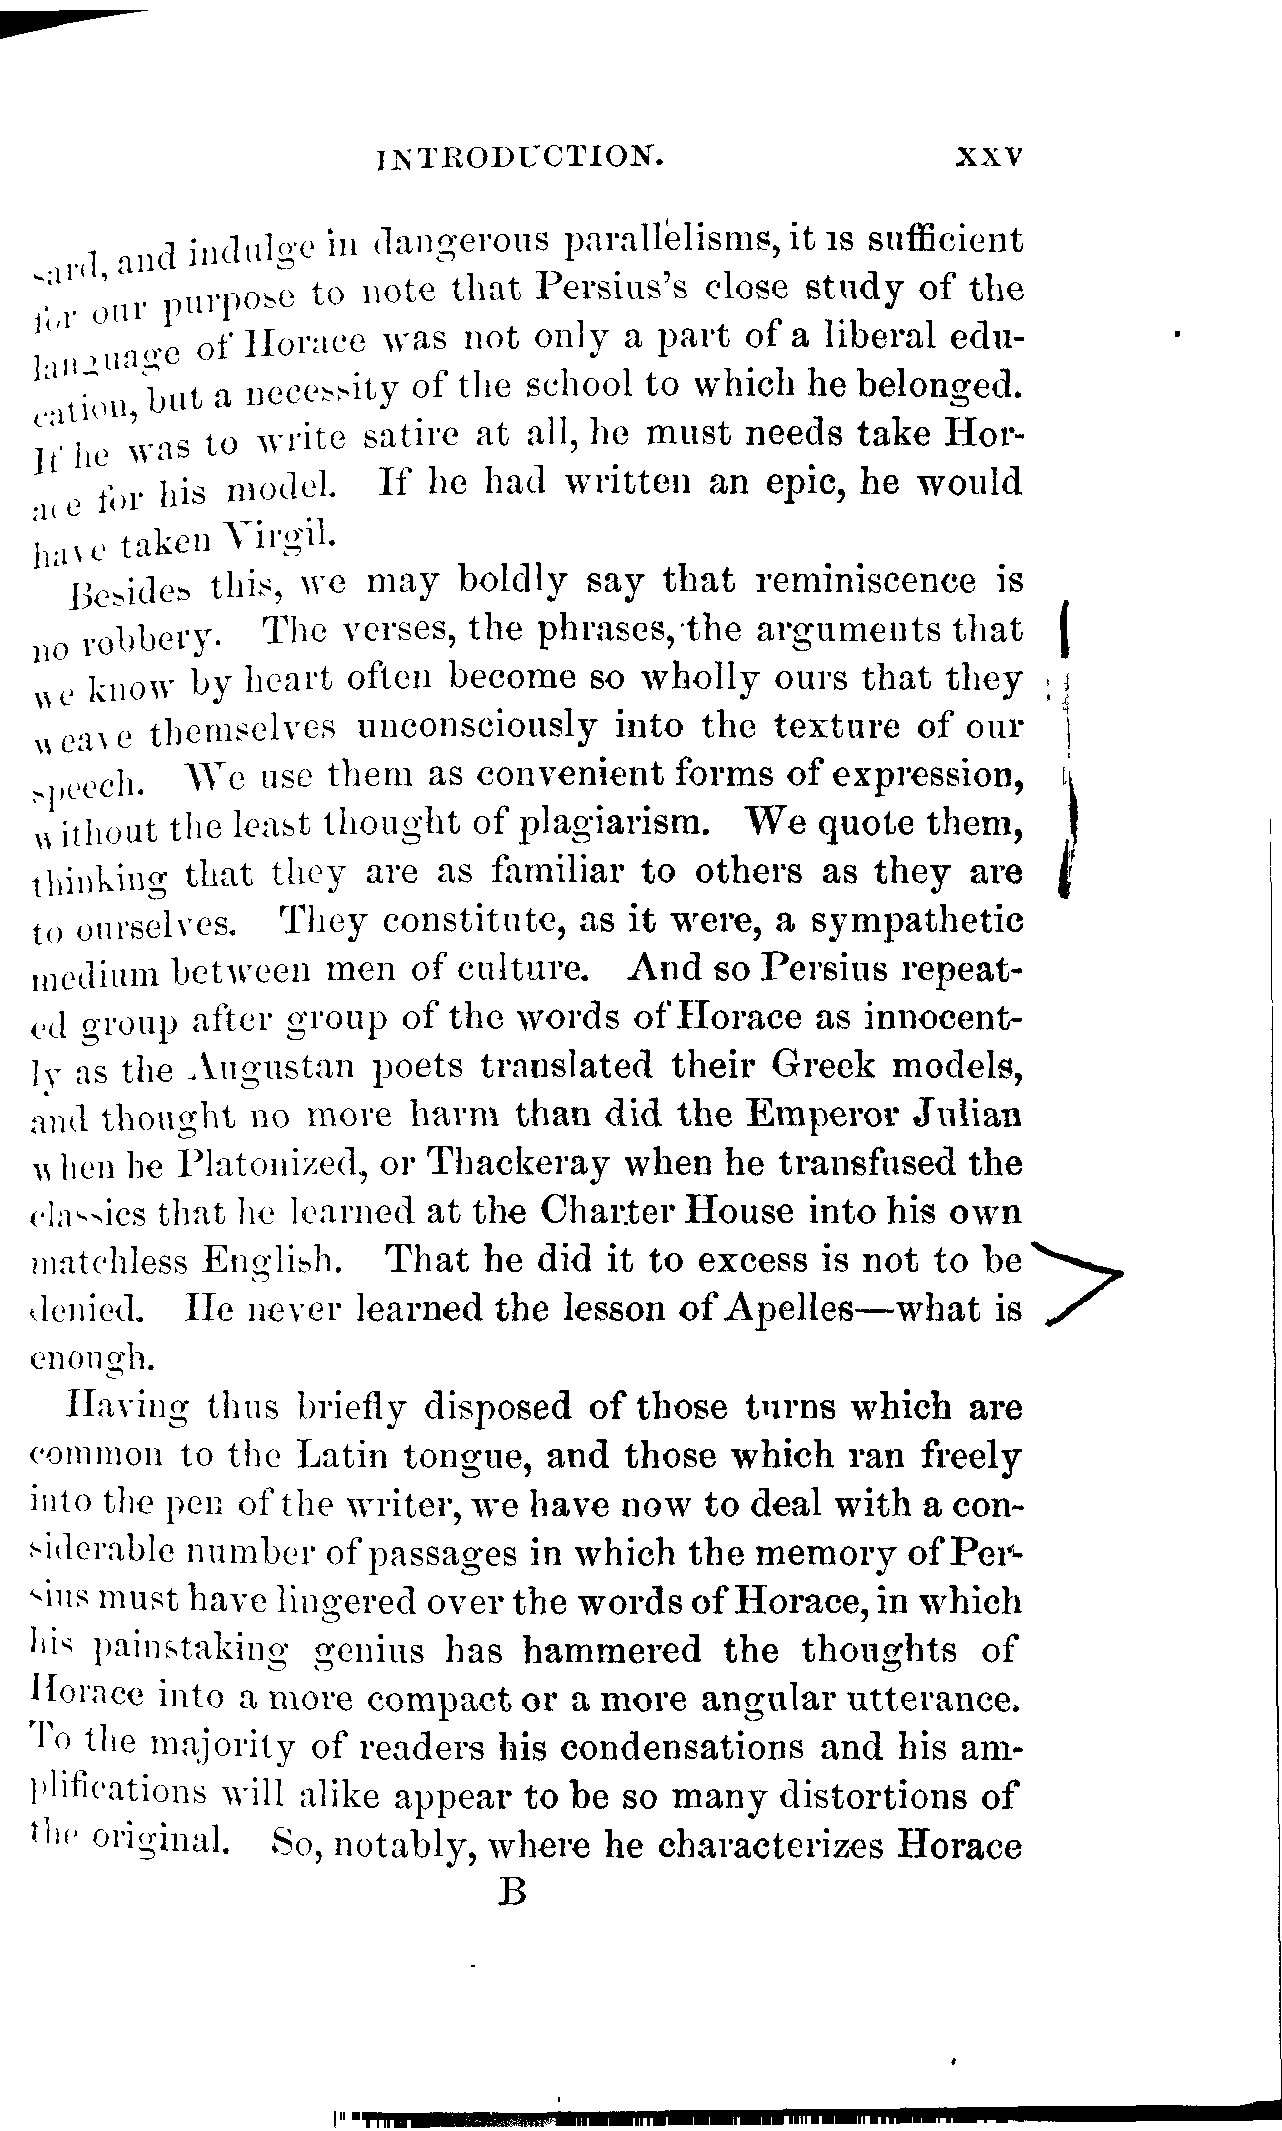 INTRODUCTION. XXV
sard, and indulge in dangerous parallelisms, it is sufficient
for our purpose to note that Persius's close study of the
language of Horace was not only a part of a liberal edu-
cation, but a necessity of the school to which he belonged.
If he was to write satire at all, he must needs take Hor-
ace for his model. If he had written an epic, he would
have taken Virgil.
Besides this, we may boldly say that reminiscence is
no robbery. The verses, the phrases, the arguments that
we know by heart often become so wholly ours that they
weave themselves unconsciously into the texture of our
speech. We use them as convenient forms of expression,
without the least thought of plagiarism. We quote them,
thinking that they are as familiar to others as they are
to ourselves. They constitute, as it were, a sympathetic
medium between men of culture. And so Persius repeat-
ed group after group of the words of Horace as innocent-
ly as the Augustan poets translated their Greek models,
and thought no more harm than did the Emperor Julian
when he Platonized, or Thackeray when he transfused the
classics that he learned at the Charter House into his own
matchless English. That he did it to excess is not to be
denied. He never learned the lesson of Apelles—what is
enough.
Having thus briefly disposed of those turns which are
common to the Latin tongue, and those which ran freely
into the pen of the writer, we have now to deal with a con-
siderable number of passages in which the memory of Per-
sius must have lingered over the words of Horace, in which
his painstaking genius has hammered the thoughts of
Horace into a more compact or a more angular utterance.
To the majority of readers his condensations and his am-
plifications will alike appear to be so many distortions of
the original. So, notably, where he characterizes Horace
B